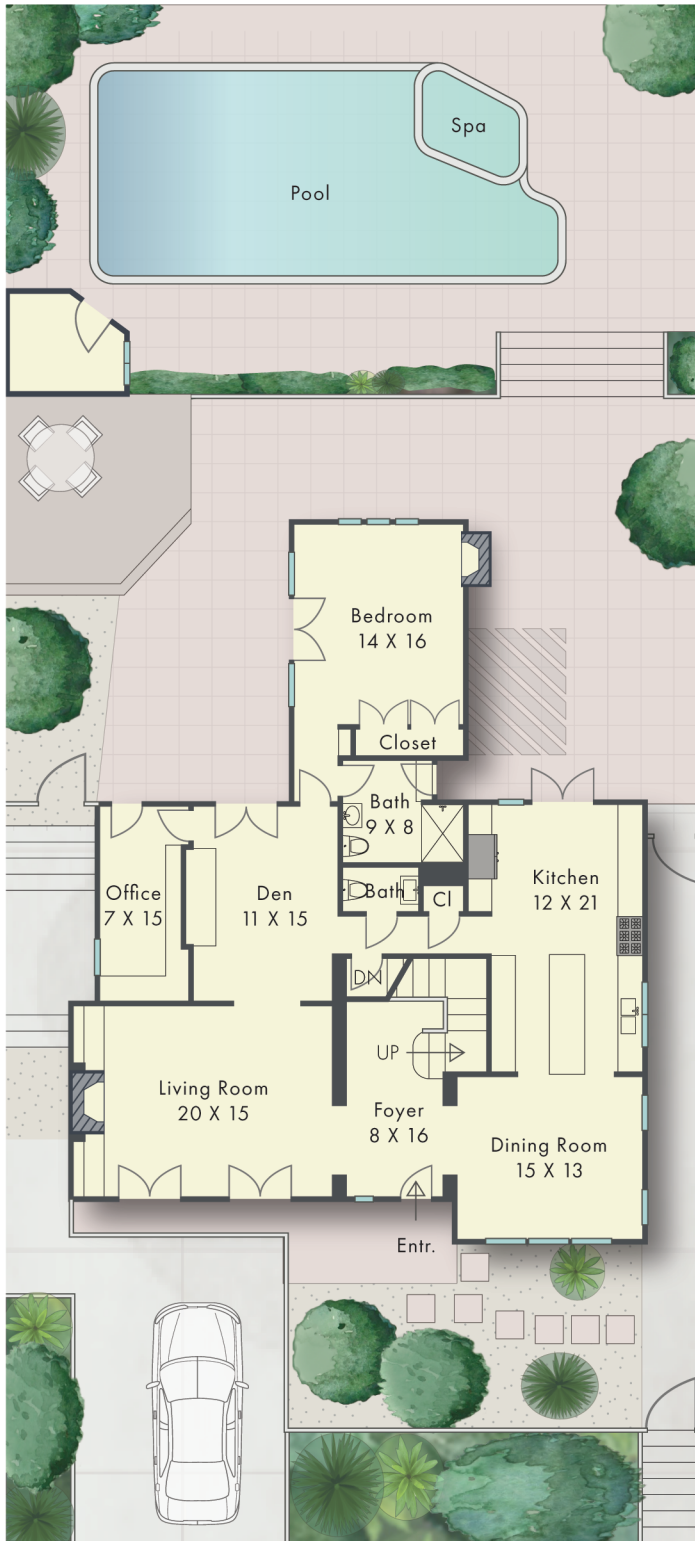 Spa
Pool
Bedroom
14 X 16
Closet
Bath
9 X 8
Bath
Cl
Kitchen
12 X 21
Office
7 X 15
Den
11 X 15
DN
UP
Living Room
20 X 15
Foyer
8 X 16
Dining Room
15 X 13
Entr.